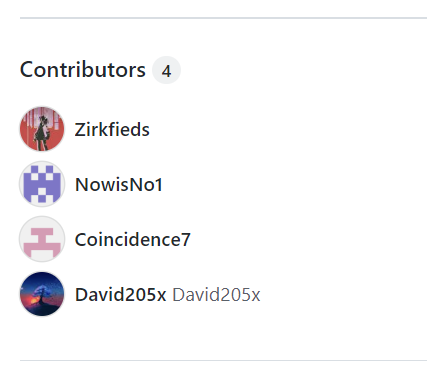 Contributors 4
Zirkfieds
NowisNo1
Coincidence7
David205x David205x